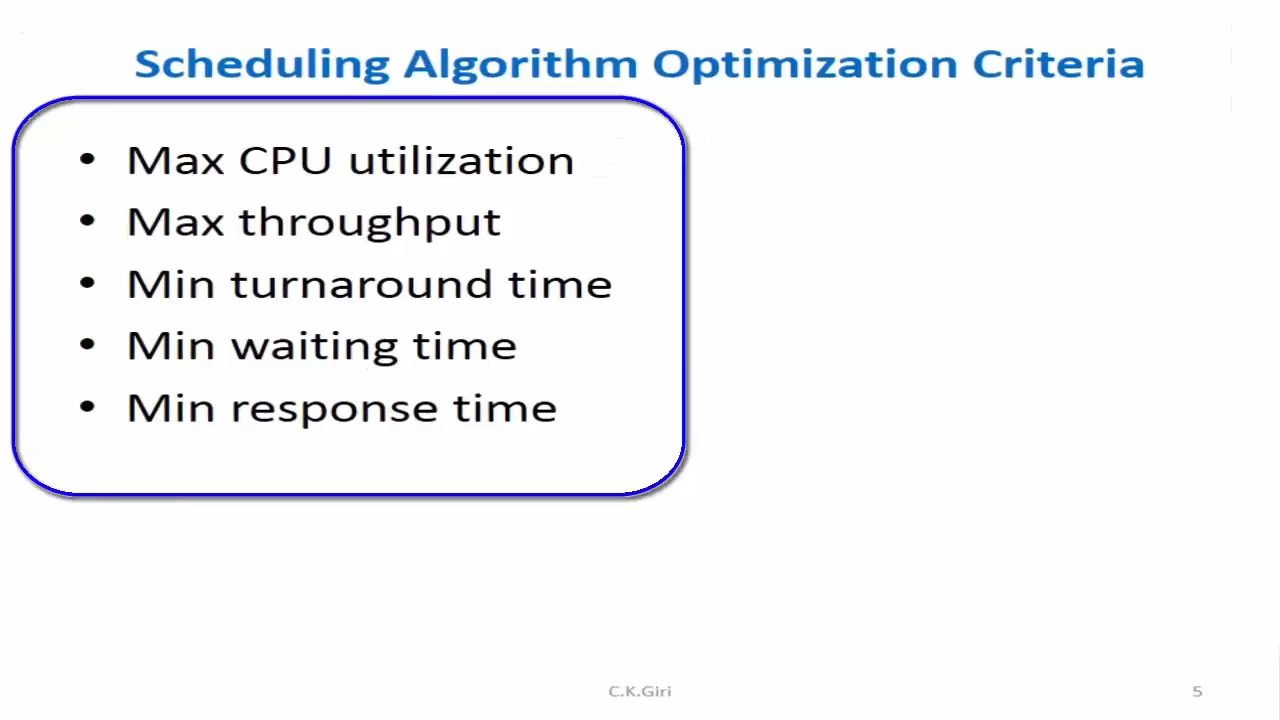 Scheduling Algorithm Optimization Criteria
• Max CPU utilization
• Max throughput
• Min turnaround time
• Min waiting time
• Min response time
C.K.Giri
5